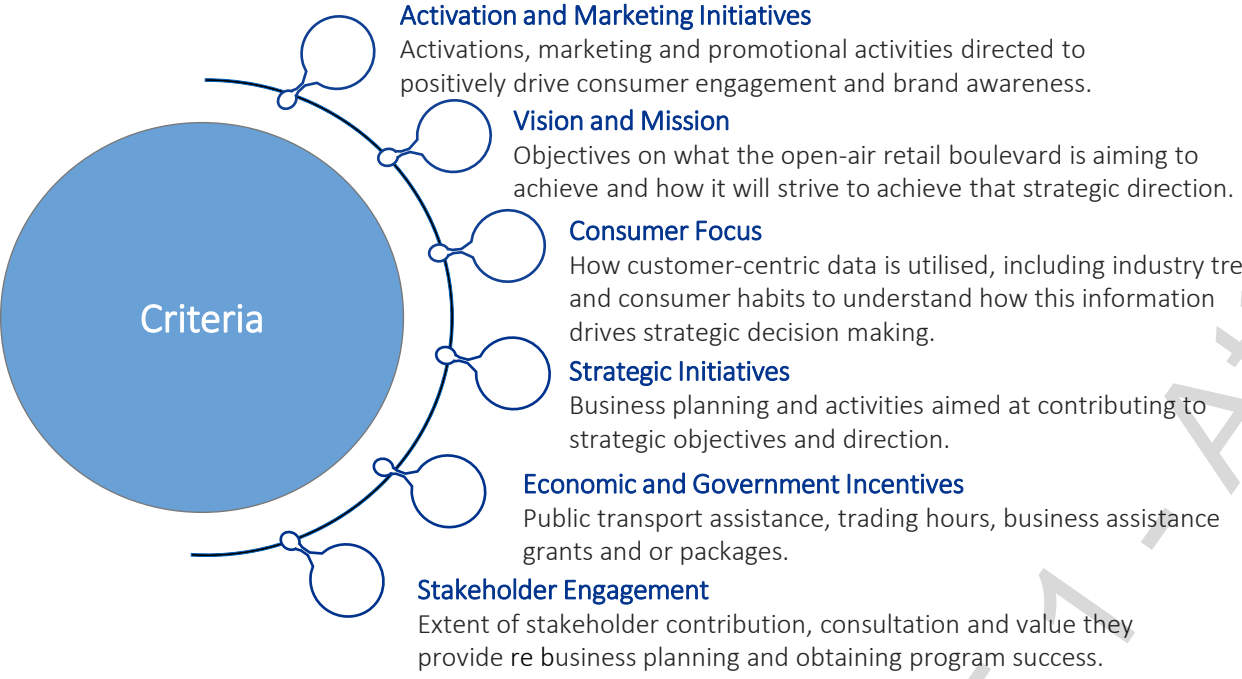 Activation and Marketing Initiatives
Activations, marketing and promotional activities directed to
positively drive consumer engagement and brand awareness.
Vision and Mission
Objectives on what the open-air retail boulevard is aiming to
achieve and how it will strive to achieve that strategic direction.
Consumer Focus
How customer-centric data is utilised, including industry tre
and consumer habits to understand how this information
drives strategic decision making.
Criteria
Strategic Initiatives
Business planning and activities aimed at contributing to
strategic objectives and direction.
Economic and Government Incentives
Public transport assistance, trading hours, business assistance
grants and or packages.
Stakeholder Engagement
Extent of stakeholder contribution, consultation and value they
provide re business planning and obtaining program success.
- 1 - At